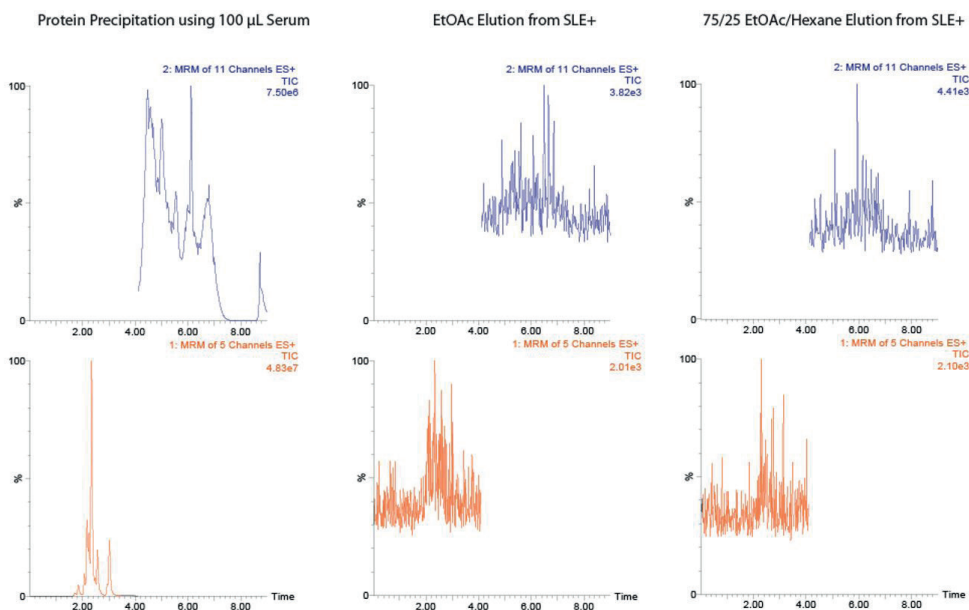 Protein Precipitation using 100 µL Serum
EtOAc Elution from SLE+
75/25 EtOAc/Hexane Elution from SLE+
2: MRM of 11 Channels ES+
TIC
7.50e6
100
%
0
2.00 4.00 6.00 8.00
2: MRM of 11 Channels ES+
TIC
3.82e3
100
%
0
2.00 4.00 6.00 8.00
2: MRM of 11 Channels ES+
TIC
4.41e3
100
%
0
2.00 4.00 6.00 8.00
1: MRM of 5 Channels ES+
TIC
4.83e7
100
%
0
2.00 4.00 6.00 8.00
Time
1: MRM of 5 Channels ES+
TIC
2.01e3
100
%
0
2.00 4.00 6.00 8.00
Time
1: MRM of 5 Channels ES+
TIC
2.10e3
100
%
0
2.00 4.00 6.00 8.00
Time